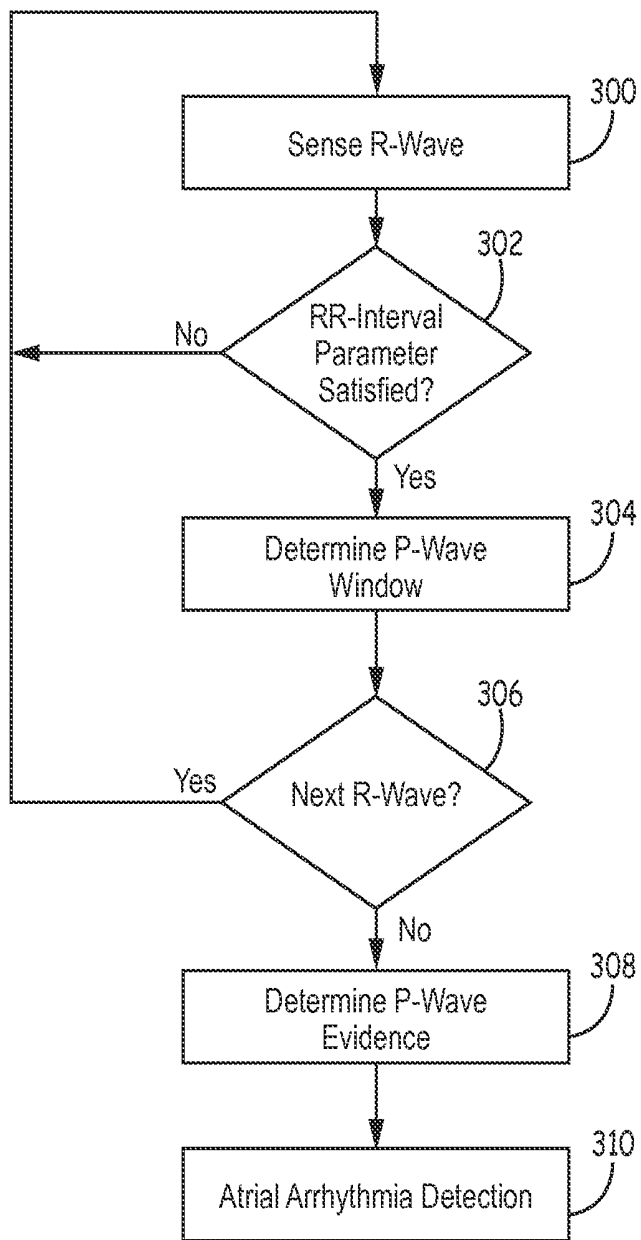 300
Sense R-Wave
302
RR-Interval
Parameter
Satisfied?
No
Yes
304
Determine P-Wave
Window
306
Yes
Next R-Wave?
No
308
Determine P-Wave
Evidence
310
Atrial Arrhythmia Detection